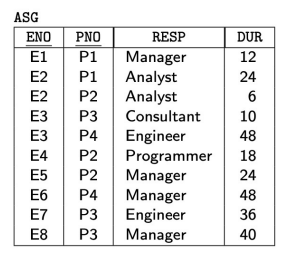 ASG
ENO PNO RESP DUR
E1 P1 Manager 12
E2 P1 Analyst 24
E2 P2 Analyst 6
E3 P3 Consultant 10
E3 P4 Engineer 48
E4 P2 Programmer 18
E5 P2 Manager 24
E6 P4 Manager 48
E7 P3 Engineer 36
E8 P3 Manager 40